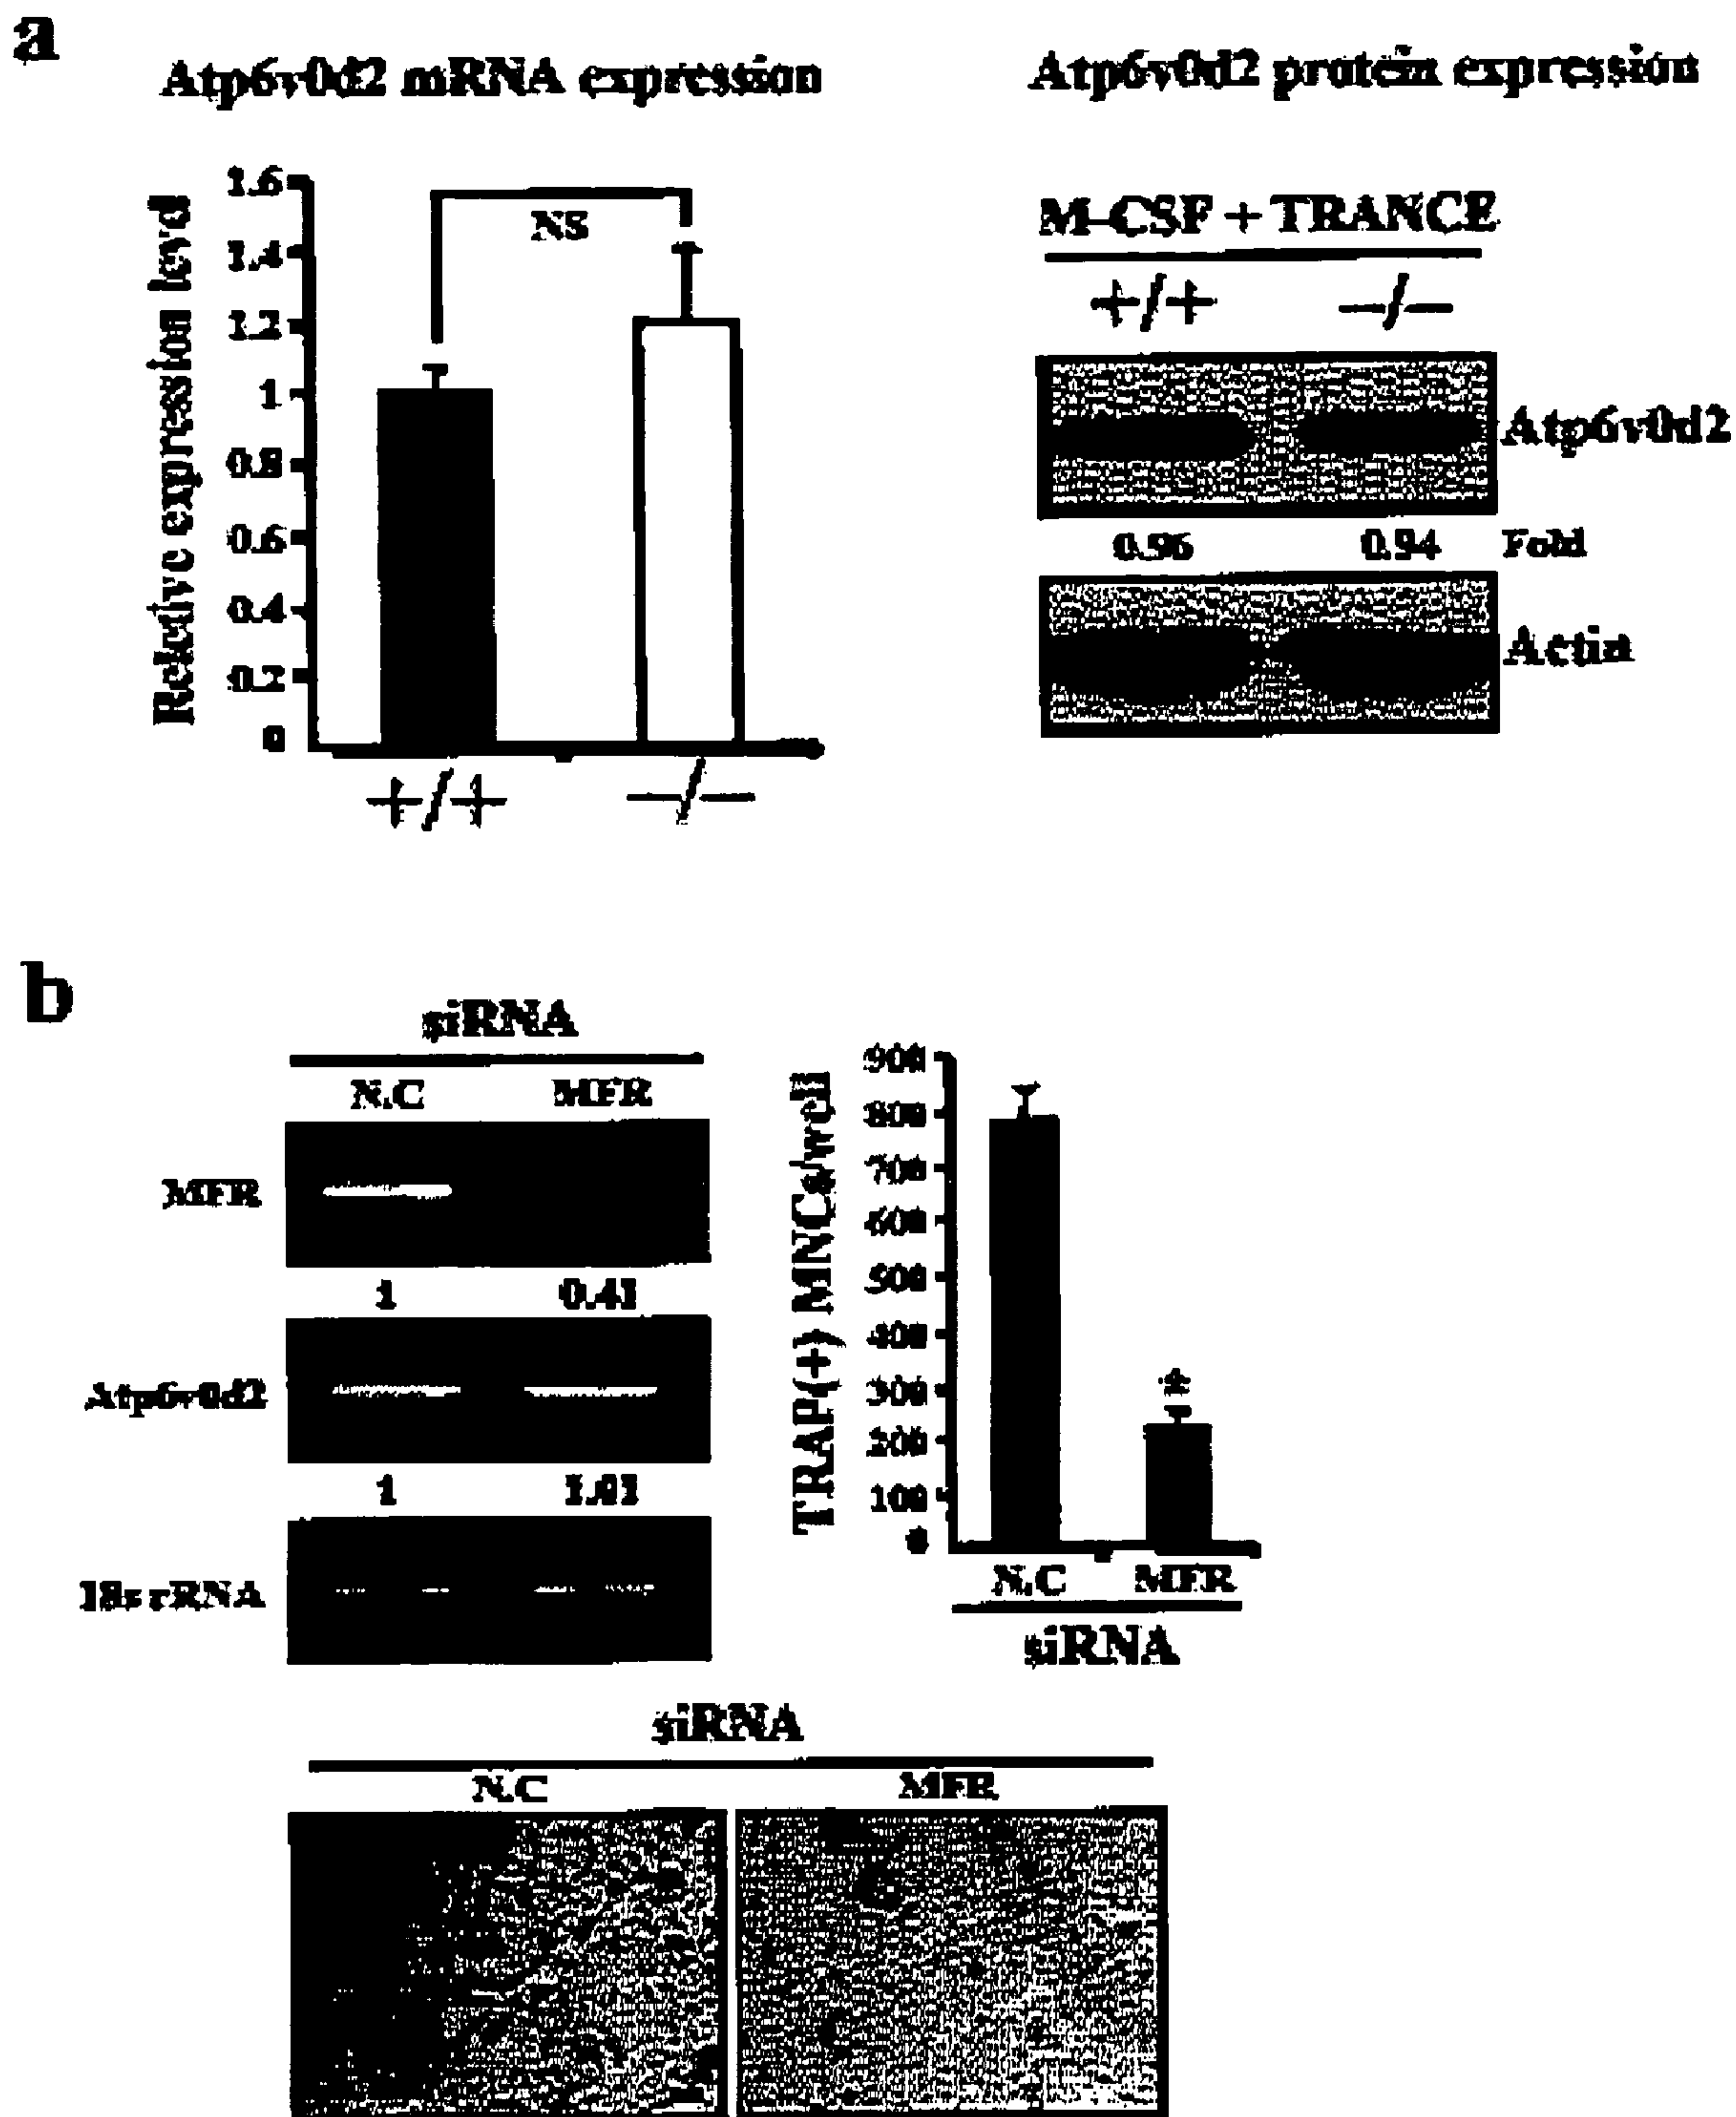 a
Atp6v0d2 mRNA expression
Relative expression level
1.6
1.4
1.2
1
0.8
0.6
0.4
0.2
0
NS
+/+
−/−
Atp6v0d2 protein expression
M-CSF + TRANCE
+/+ −/−
Atp6v0d2
0.96 0.94 Fold
Actin
b
siRNA
N.C MFR
MFR
1 0.41
Atp6v0d2
1 1.01
18s rRNA
TRAP(+) MNCs/well
900
800
700
600
500
400
300
200
100
0
*
N.C MFR
siRNA
siRNA
N.C MFR